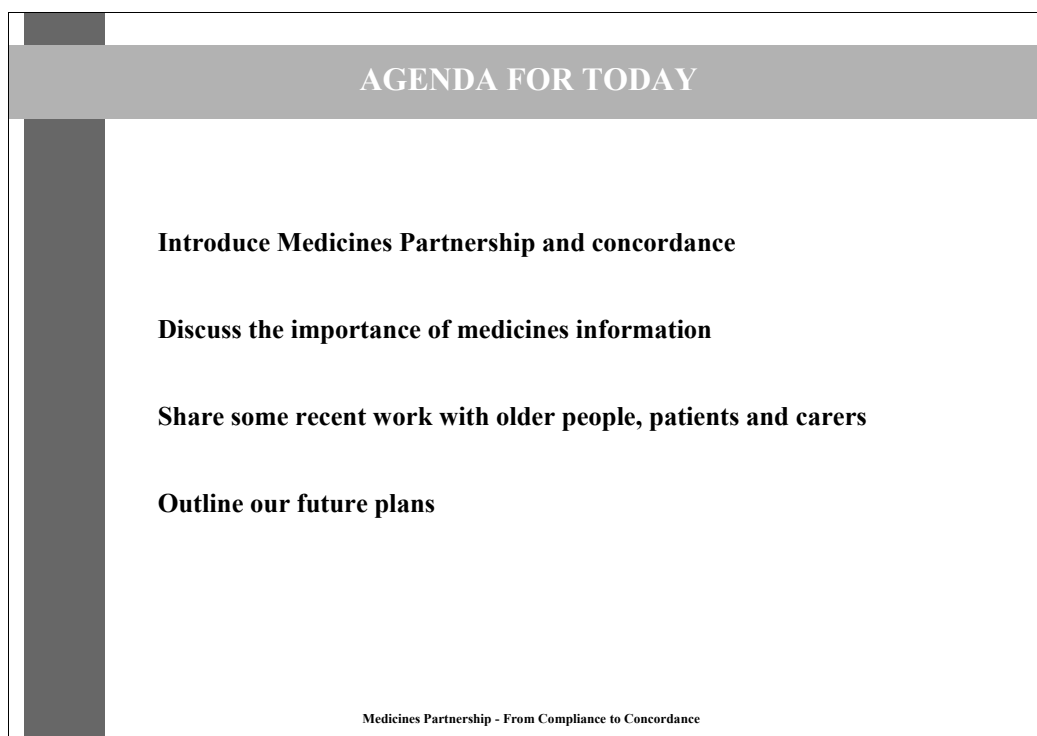 AGENDA FOR TODAY
Introduce Medicines Partnership and concordance
Discuss the importance of medicines information
Share some recent work with older people, patients and carers
Outline our future plans
Medicines Partnership - From Compliance to Concordance